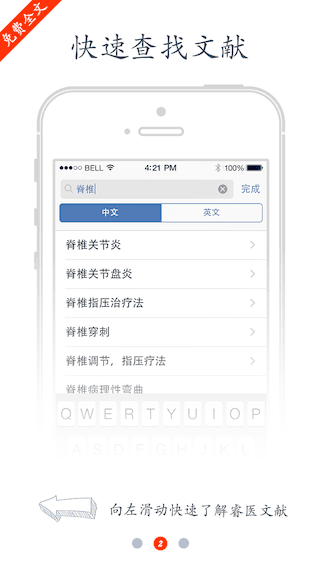 免费全文
快速查找文献
BELL 4:21 PM 100%
脊椎 完成
中文 英文
脊椎关节炎
脊椎关节盘炎
脊椎指压治疗法
脊椎穿刺
脊椎调节，指压疗法
脊椎病理性弯曲
Q W E R T Y U I O P
A S D F G H J K L
向左滑动快速了解睿医文献
2